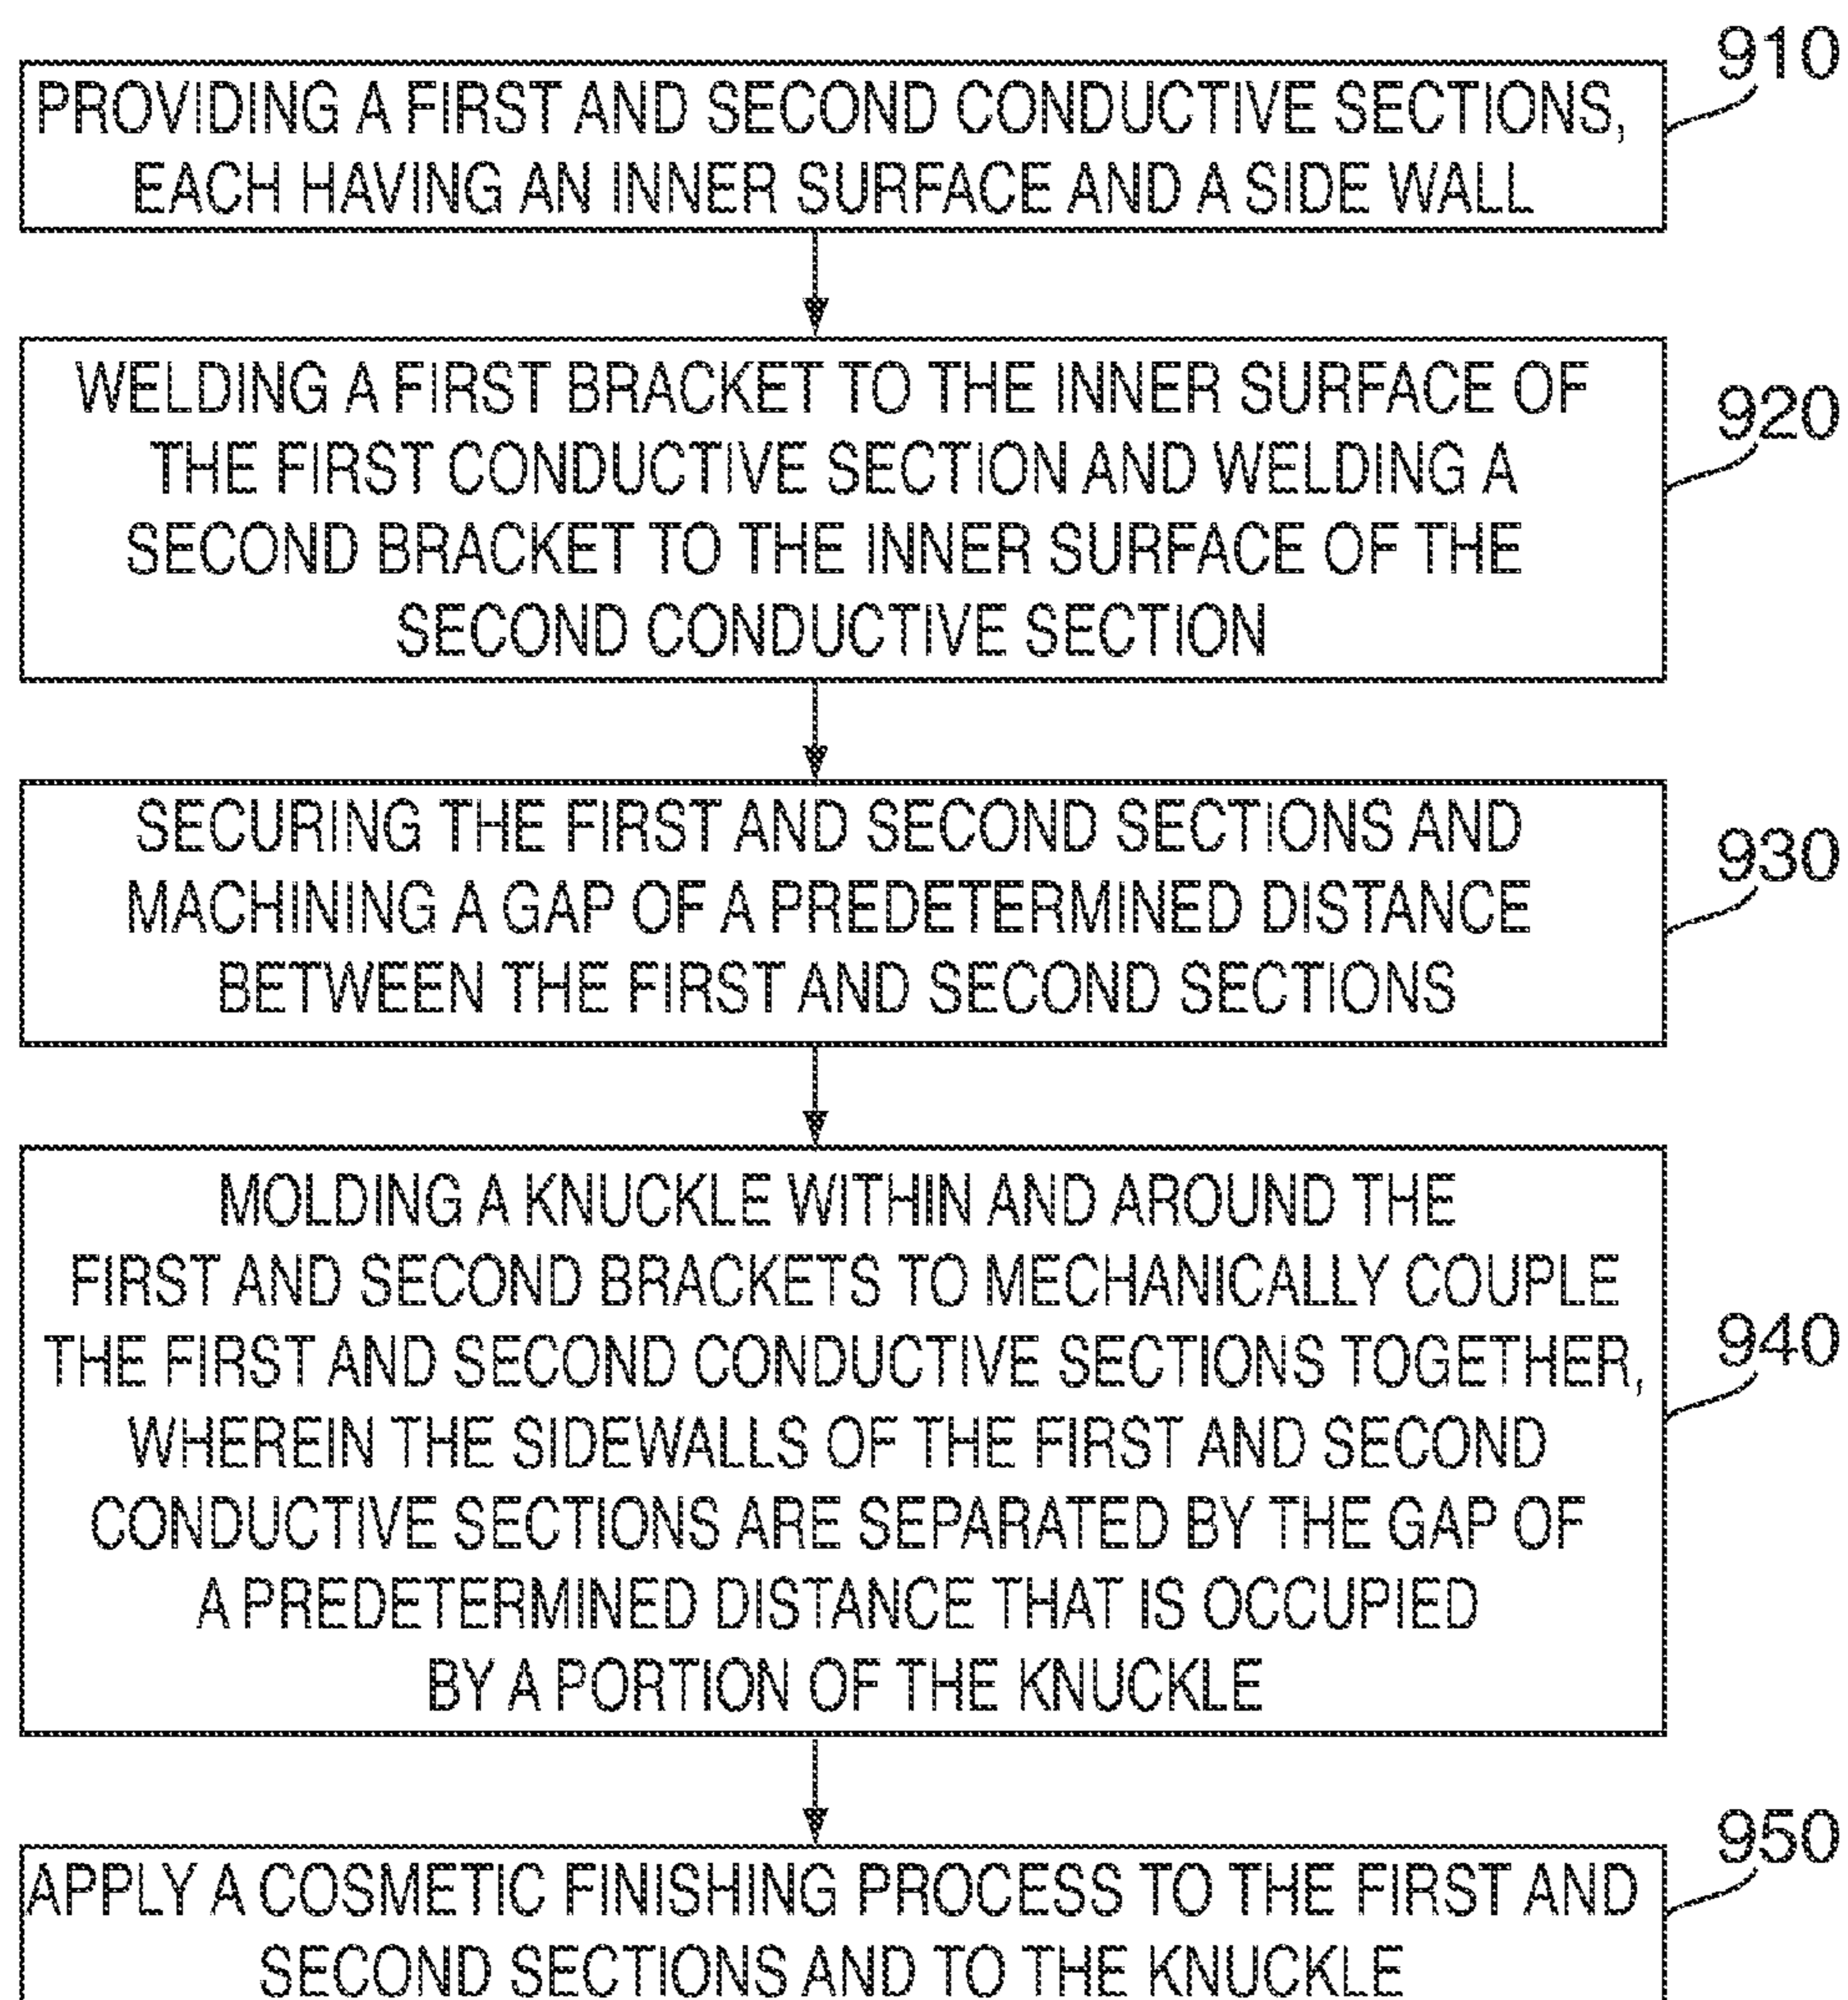 910
PROVIDING A FIRST AND SECOND CONDUCTIVE SECTIONS,
EACH HAVING AN INNER SURFACE AND A SIDE WALL
920
WELDING A FIRST BRACKET TO THE INNER SURFACE OF
THE FIRST CONDUCTIVE SECTION AND WELDING A
SECOND BRACKET TO THE INNER SURFACE OF THE
SECOND CONDUCTIVE SECTION
930
SECURING THE FIRST AND SECOND SECTIONS AND
MACHINING A GAP OF A PREDETERMINED DISTANCE
BETWEEN THE FIRST AND SECOND SECTIONS
940
MOLDING A KNUCKLE WITHIN AND AROUND THE
FIRST AND SECOND BRACKETS TO MECHANICALLY COUPLE
THE FIRST AND SECOND CONDUCTIVE SECTIONS TOGETHER,
WHEREIN THE SIDEWALLS OF THE FIRST AND SECOND
CONDUCTIVE SECTIONS ARE SEPARATED BY THE GAP OF
A PREDETERMINED DISTANCE THAT IS OCCUPIED
BY A PORTION OF THE KNUCKLE
950
APPLY A COSMETIC FINISHING PROCESS TO THE FIRST AND
SECOND SECTIONS AND TO THE KNUCKLE